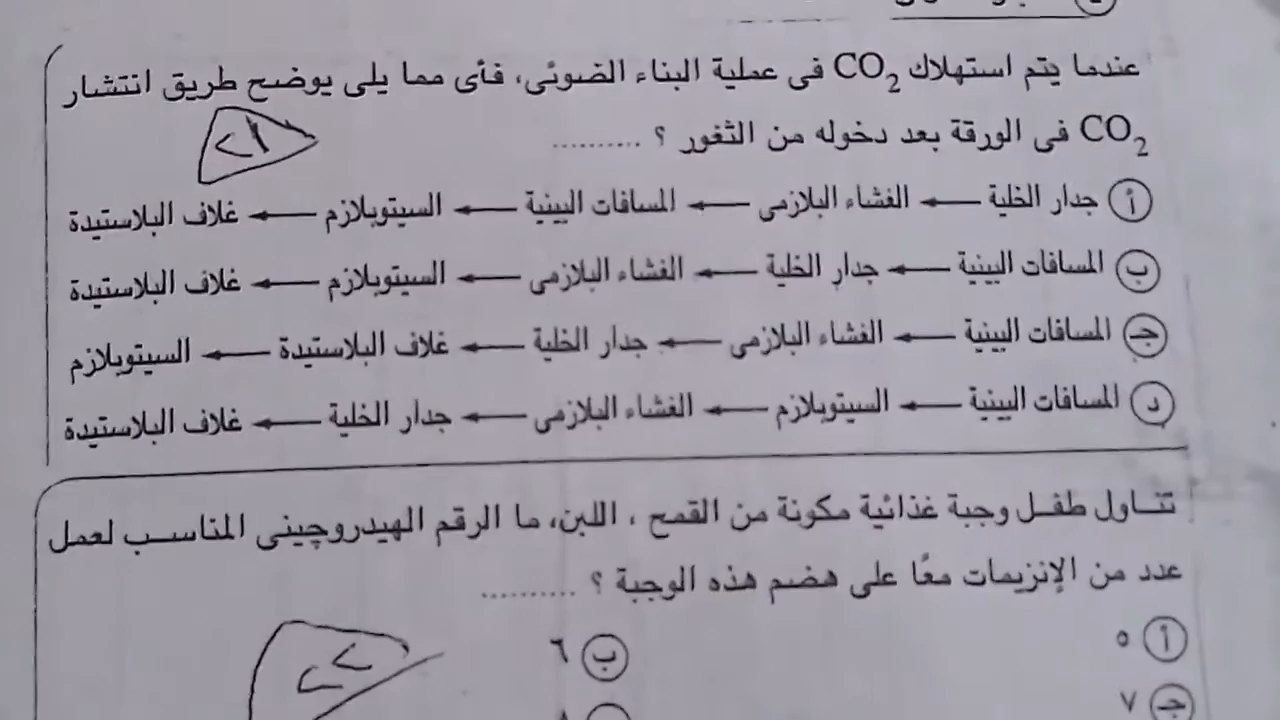 عندما يتم استهلاك CO2 فى عملية البناء الضوئى، فأى مما يلى يوضح طريق انتشار
CO2 فى الورقة بعد دخوله من الثغور ؟ ..........
أ جدار الخلية ← الغشاء البلازمى ← المسافات البينية ← السيتوبلازم ← غلاف البلاستيدة
ب المسافات البينية ← جدار الخلية ← الغشاء البلازمى ← السيتوبلازم ← غلاف البلاستيدة
جـ المسافات البينية ← الغشاء البلازمى ← جدار الخلية ← غلاف البلاستيدة ← السيتوبلازم
د المسافات البينية ← السيتوبلازم ← الغشاء البلازمى ← جدار الخلية ← غلاف البلاستيدة
تناول طفل وجبة غذائية مكونة من القمح ، اللبن، ما الرقم الهيدروچينى المناسب لعمل
عدد من الإنزيمات معًا على هضم هذه الوجبة ؟ ..........
أ ٥ ب ٦
جـ ٧